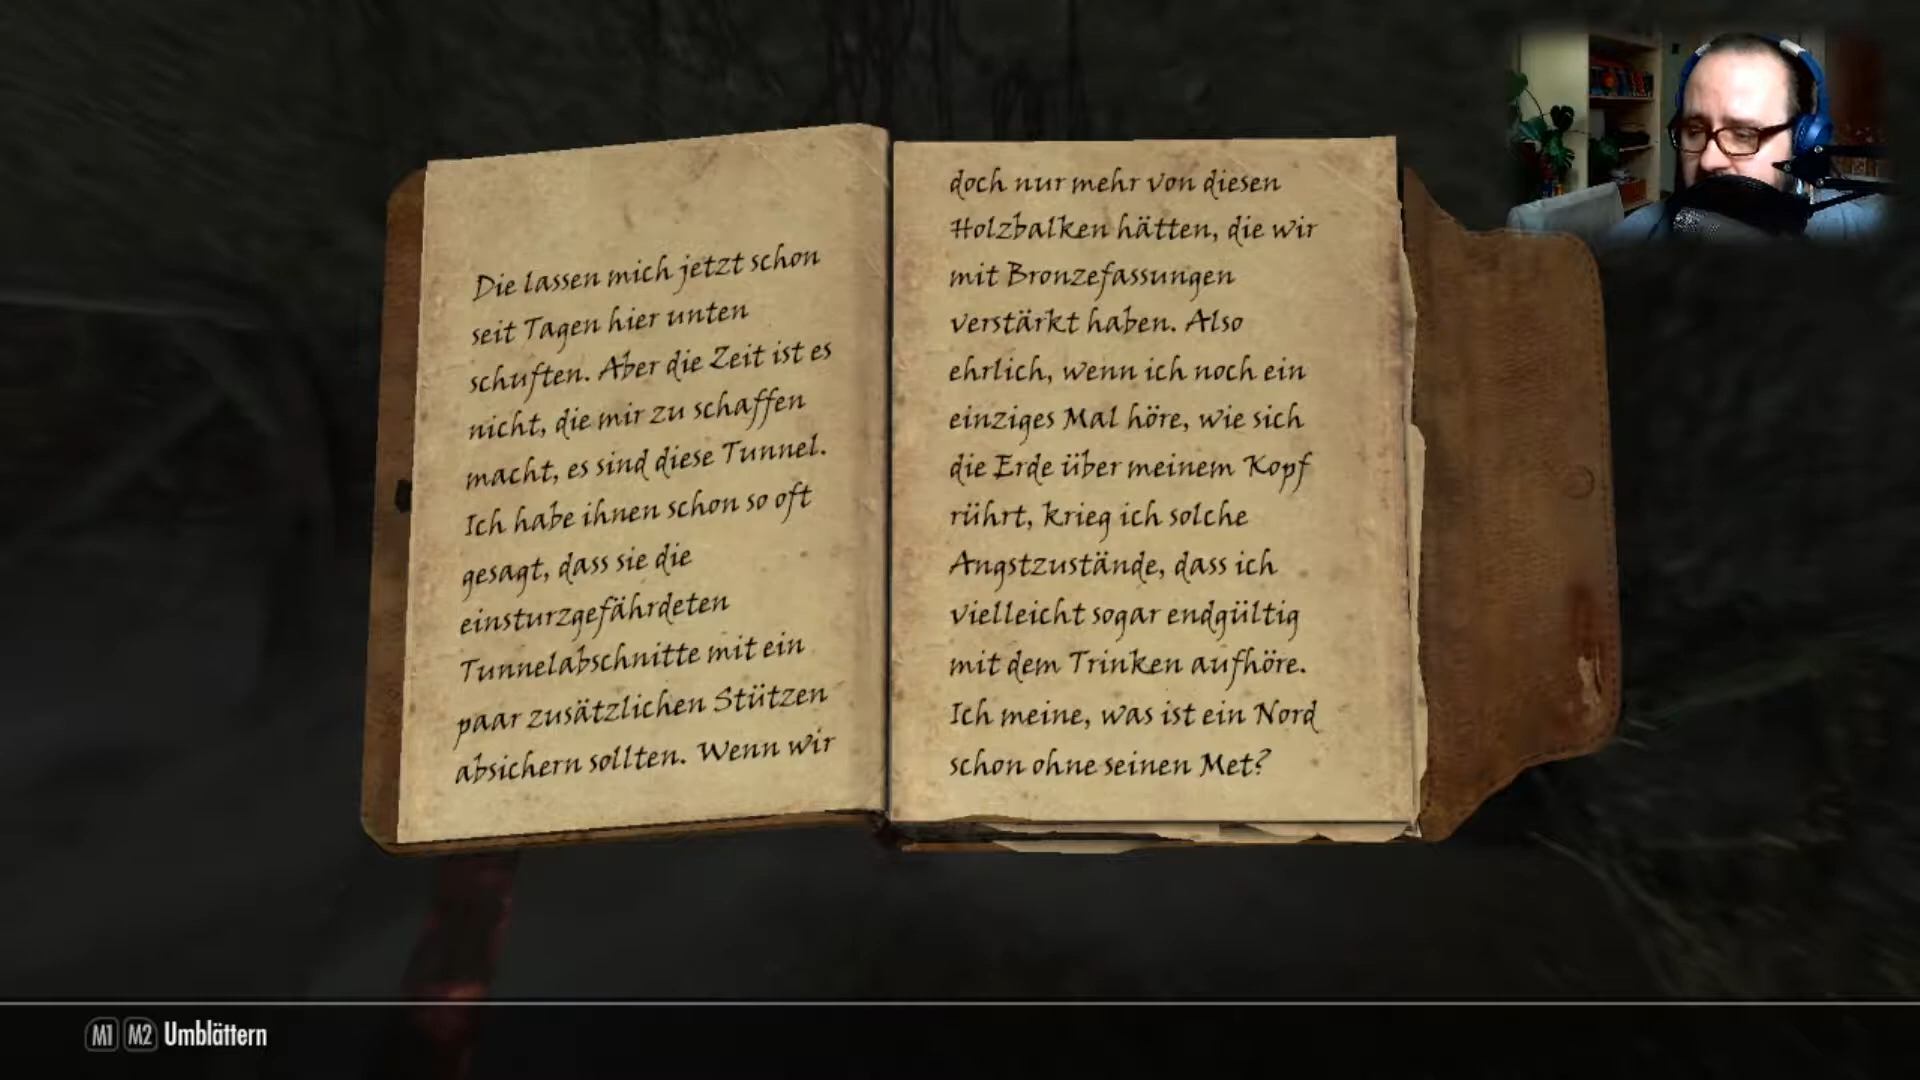 Die lassen mich jetzt schon
seit Tagen hier unten
schuften. Aber die Zeit ist es
nicht, die mir zu schaffen
macht, es sind diese Tunnel.
Ich habe ihnen schon so oft
gesagt, dass sie die
einsturzgefährdeten
Tunnelabschnitte mit ein
paar zusätzlichen Stützen
absichern sollten. Wenn wir
doch nur mehr von diesen
Holzbalken hätten, die wir
mit Bronzefassungen
verstärkt haben. Also
ehrlich, wenn ich noch ein
einziges Mal höre, wie sich
die Erde über meinem Kopf
rührt, krieg ich solche
Angstzustände, dass ich
vielleicht sogar endgültig
mit dem Trinken aufhöre.
Ich meine, was ist ein Nord
schon ohne seinen Met?
M1 M2 Umblättern